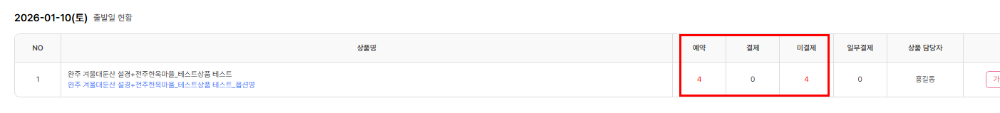 2026-01-10(토) 출발일 현황
NO 상품명 예약 결제 미결제 일부결제 상품 담당자
1 완주 겨울대둔산 설경+전주한옥마을_테스트상품 테스트 4 0 4 0 홍길동
완주 겨울대둔산 설경+전주한옥마을_테스트상품 테스트_옵션명